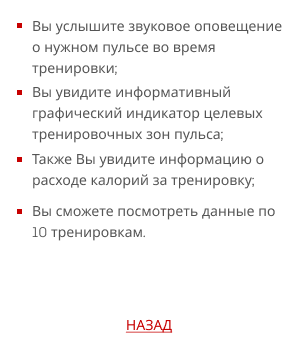 Вы услышите звуковое оповещение
о нужном пульсе во время
тренировки;
Вы увидите информативный
графический индикатор целевых
тренировочных зон пульса;
Также Вы увидите информацию о
расходе калорий за тренировку;
Вы сможете посмотреть данные по
10 тренировкам.
НАЗАД